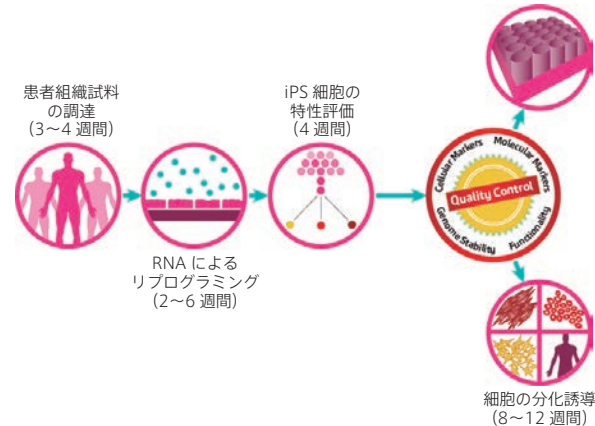 患者組織試料
の調達
(3〜4 週間)
RNA による
リプログラミング
(2〜6 週間)
iPS 細胞の
特性評価
(4 週間)
Cellular Markers
Molecular Markers
Quality Control
Genome Stability
Functionality
細胞の分化誘導
(8〜12 週間)